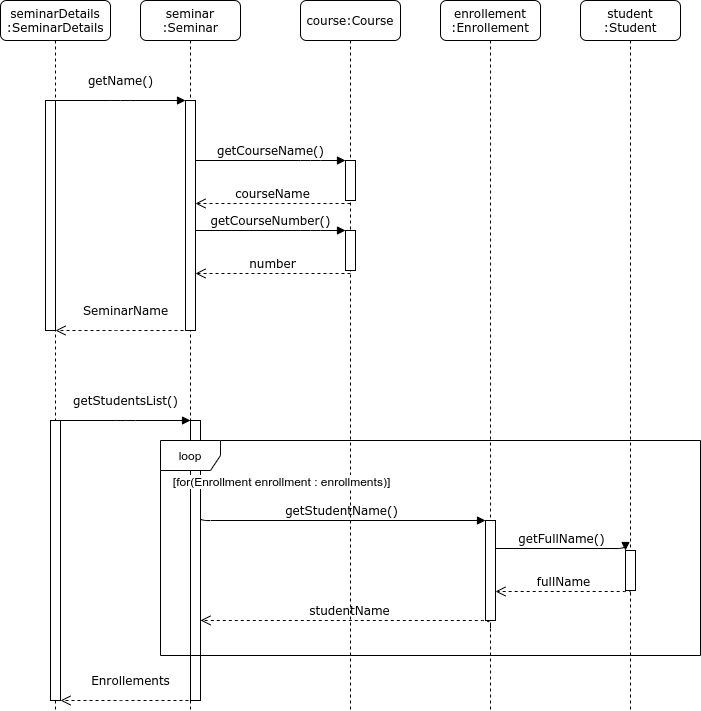 seminarDetails
:SeminarDetails
seminar
:Seminar
course:Course
enrollement
:Enrollement
student
:Student
getName()
getCourseName()
courseName
getCourseNumber()
number
SeminarName
getStudentsList()
loop
[for(Enrollment enrollment : enrollments)]
getStudentName()
getFullName()
fullName
studentName
Enrollements